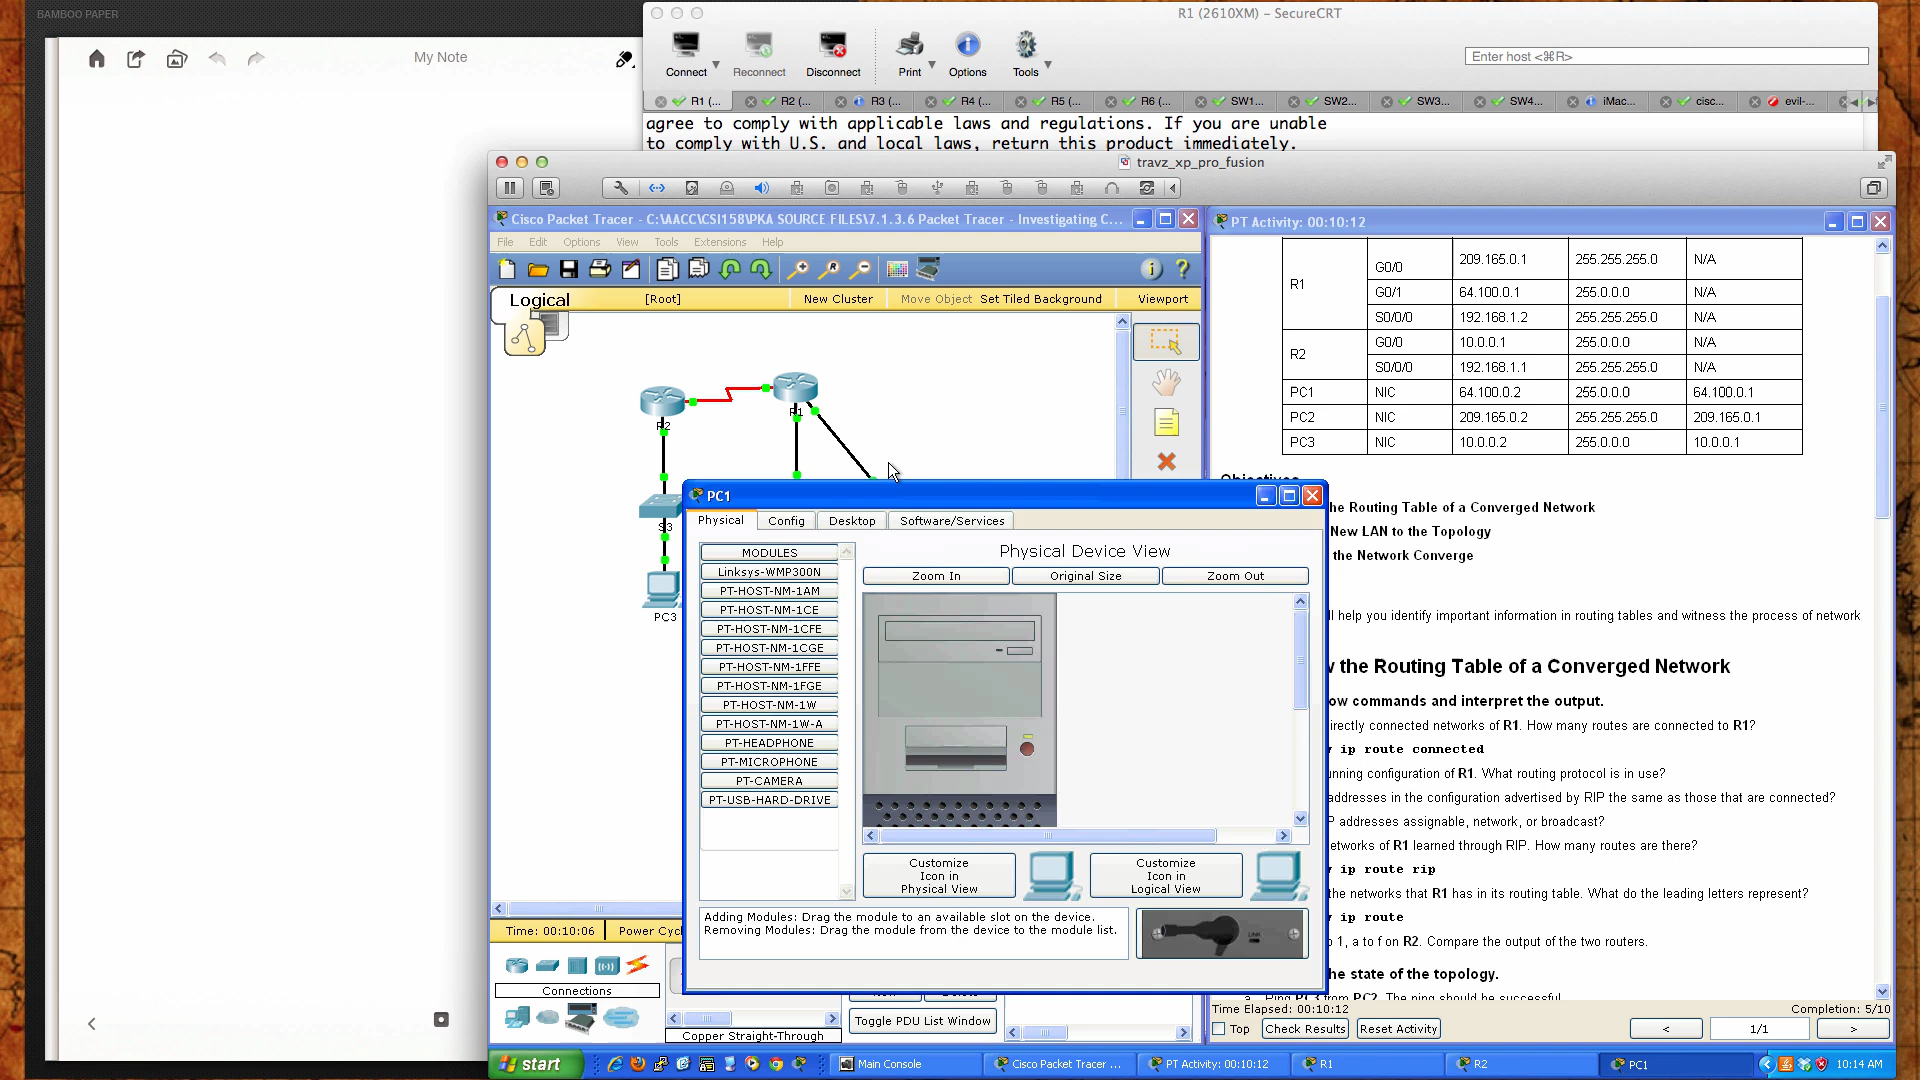 BAMBOO PAPER
My Note
R1 (2610XM) – SecureCRT
Connect
Reconnect
Disconnect
Print
Options
Tools
Enter host <⌘R>
R1 (...
R2 (...
R3 (...
R4 (...
R5 (...
R6 (...
SW1...
SW2...
SW3...
SW4...
iMac...
cisc...
evil-...
agree to comply with applicable laws and regulations. If you are unable
to comply with U.S. and local laws, return this product immediately.
travz_xp_pro_fusion
Cisco Packet Tracer - C:\AACC\CSI158\PKA SOURCE FILES\7.1.3.6 Packet Tracer - Investigating C...
File Edit Options View Tools Extensions Help
Logical
[Root]
New Cluster
Move Object
Set Tiled Background
Viewport
R2
R1
S3
PC3
Time: 00:10:06
Power Cycl
Connections
Toggle PDU List Window
Copper Straight-Through
PC1
Physical
Config
Desktop
Software/Services
MODULES
Linksys-WMP300N
PT-HOST-NM-1AM
PT-HOST-NM-1CE
PT-HOST-NM-1CFE
PT-HOST-NM-1CGE
PT-HOST-NM-1FFE
PT-HOST-NM-1FGE
PT-HOST-NM-1W
PT-HOST-NM-1W-A
PT-HEADPHONE
PT-MICROPHONE
PT-CAMERA
PT-USB-HARD-DRIVE
Physical Device View
Zoom In
Original Size
Zoom Out
Customize
Icon in
Physical View
Customize
Icon in
Logical View
Adding Modules: Drag the module to an available slot on the device.
Removing Modules: Drag the module from the device to the module list.
PT Activity: 00:10:12
R1 G0/0 209.165.0.1 255.255.255.0 N/A
G0/1 64.100.0.1 255.0.0.0 N/A
S0/0/0 192.168.1.2 255.255.255.0 N/A
R2 G0/0 10.0.0.1 255.0.0.0 N/A
S0/0/0 192.168.1.1 255.255.255.0 N/A
PC1 NIC 64.100.0.2 255.0.0.0 64.100.0.1
PC2 NIC 209.165.0.2 255.255.255.0 209.165.0.1
PC3 NIC 10.0.0.2 255.0.0.0 10.0.0.1
Objectives
he Routing Table of a Converged Network
New LAN to the Topology
the Network Converge
ll help you identify important information in routing tables and witness the process of network
the Routing Table of a Converged Network
ow commands and interpret the output.
irectly connected networks of R1. How many routes are connected to R1?
ip route connected
unning configuration of R1. What routing protocol is in use?
addresses in the configuration advertised by RIP the same as those that are connected?
P addresses assignable, network, or broadcast?
etworks of R1 learned through RIP. How many routes are there?
ip route rip
the networks that R1 has in its routing table. What do the leading letters represent?
ip route
o 1, a to f on R2. Compare the output of the two routers.
he state of the topology.
Ping PC3 from PC2. The ping should be successful.
Time Elapsed: 00:10:12
Completion: 5/10
Top
Check Results
Reset Activity
<
1/1
>
start
Main Console
Cisco Packet Tracer ...
PT Activity: 00:10:12
R1
R2
PC1
10:14 AM